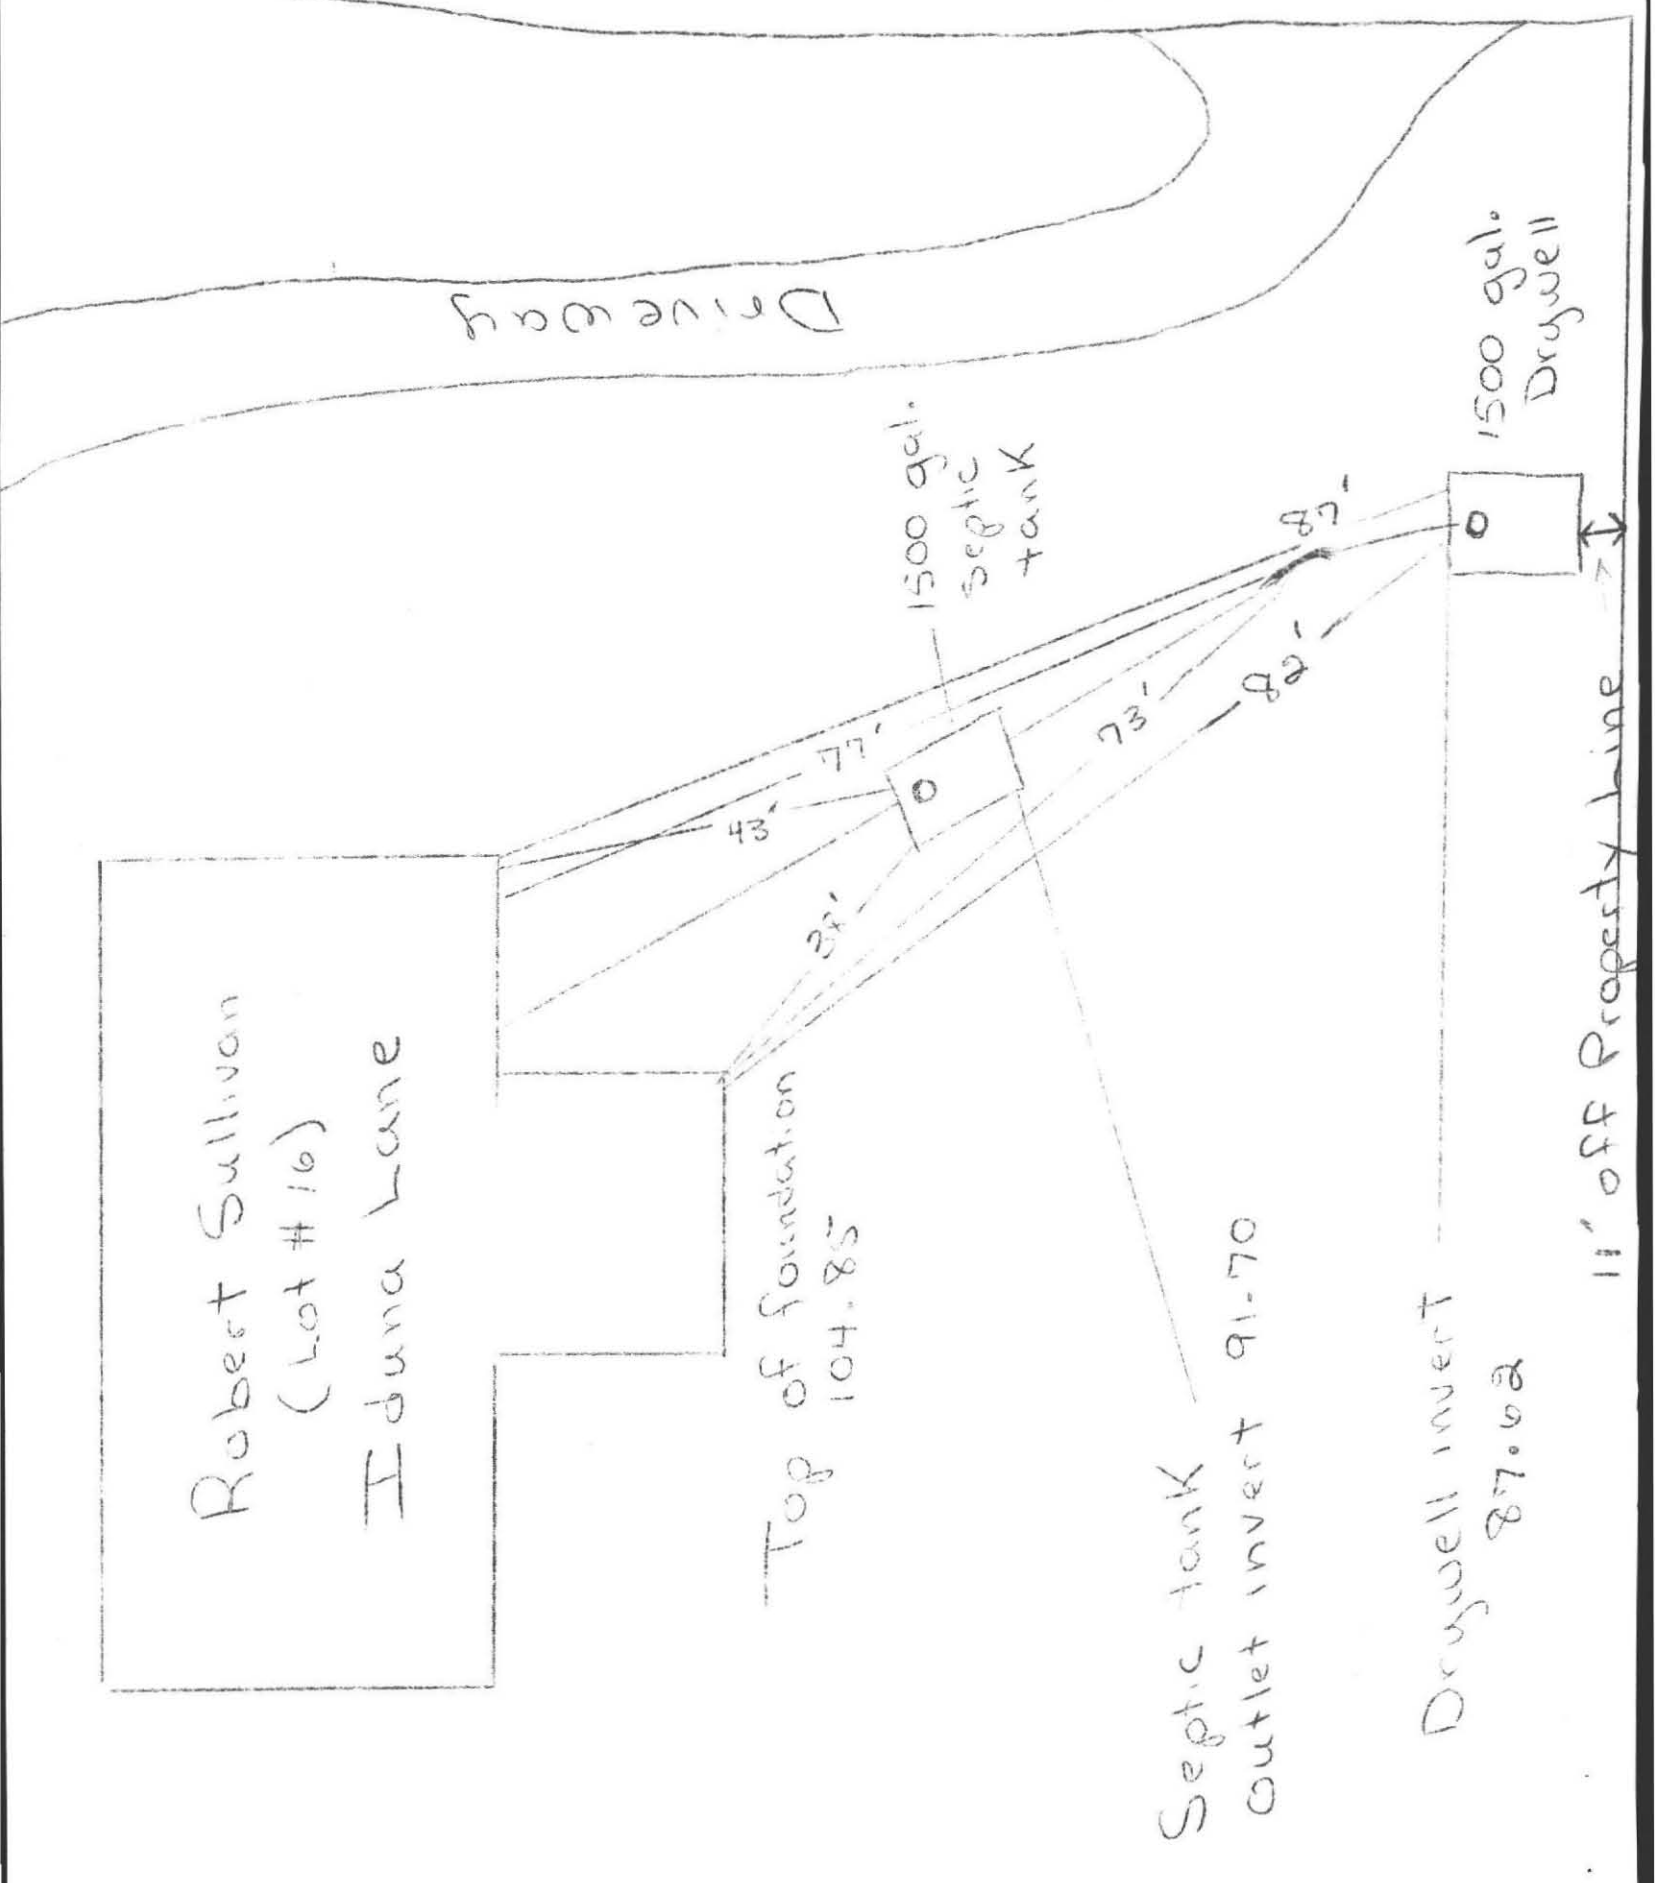 Robert Sullivan
(Lot # 16)
Iduna Lane
Driveway
1500 gal.
septic
tank
1500 gal.
Drywell
87'
77'
43'
73'
82'
Top of foundation
104.85
Septic tank
outlet invert 91.70
Drywell invert
87.62
11' off Property Line